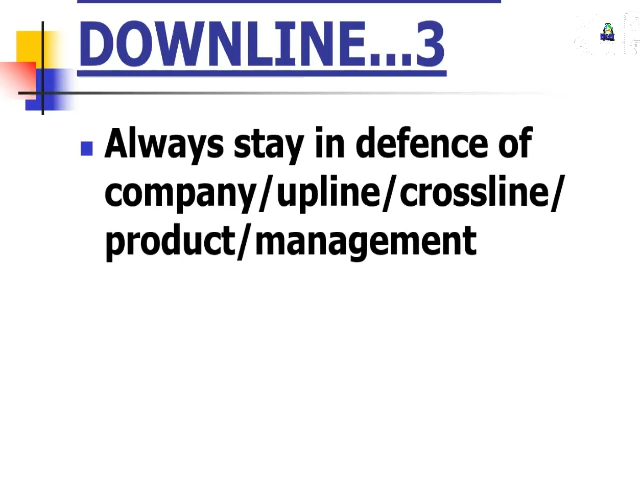 DOWNLINE...3
Always stay in defence of
company/upline/crossline/
product/management